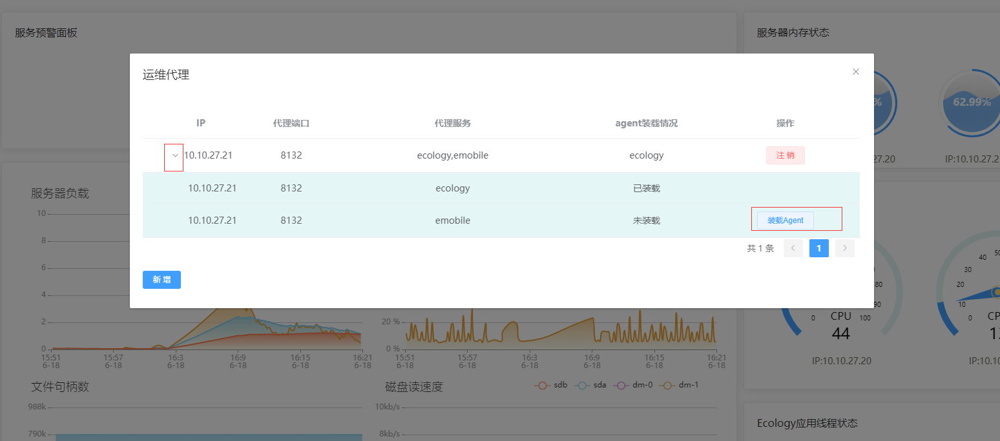 服务预警面板
服务器内存状态
运维代理
%
62.99%
IP 代理端口 代理服务 agent装载情况 操作
10.10.27.21 8132 ecology,emobile ecology 注 销
27.20
IP:10.10.27.2
10.10.27.21 8132 ecology 已装载
10.10.27.21 8132 emobile 未装载 装载Agent
共 1 条 1
新 增
服务器负载
10
8
6
4
2
0
15:51 15:57 16:3 16:9 16:15 16:21
6-18 6-18 6-18 6-18 6-18 6-18
20 %
0 %
15:51 15:57 16:3 16:9 16:15 16:21
6-18 6-18 6-18 6-18 6-18 6-18
80
90
0 CPU 100
44
IP:10.10.27.20
50
40
30
20
10
0 CP
IP:10.10
文件句柄数
988k
790k
磁盘读速度
sdb sda dm-0 dm-1
10kb/s
8kb/s
Ecology应用线程状态